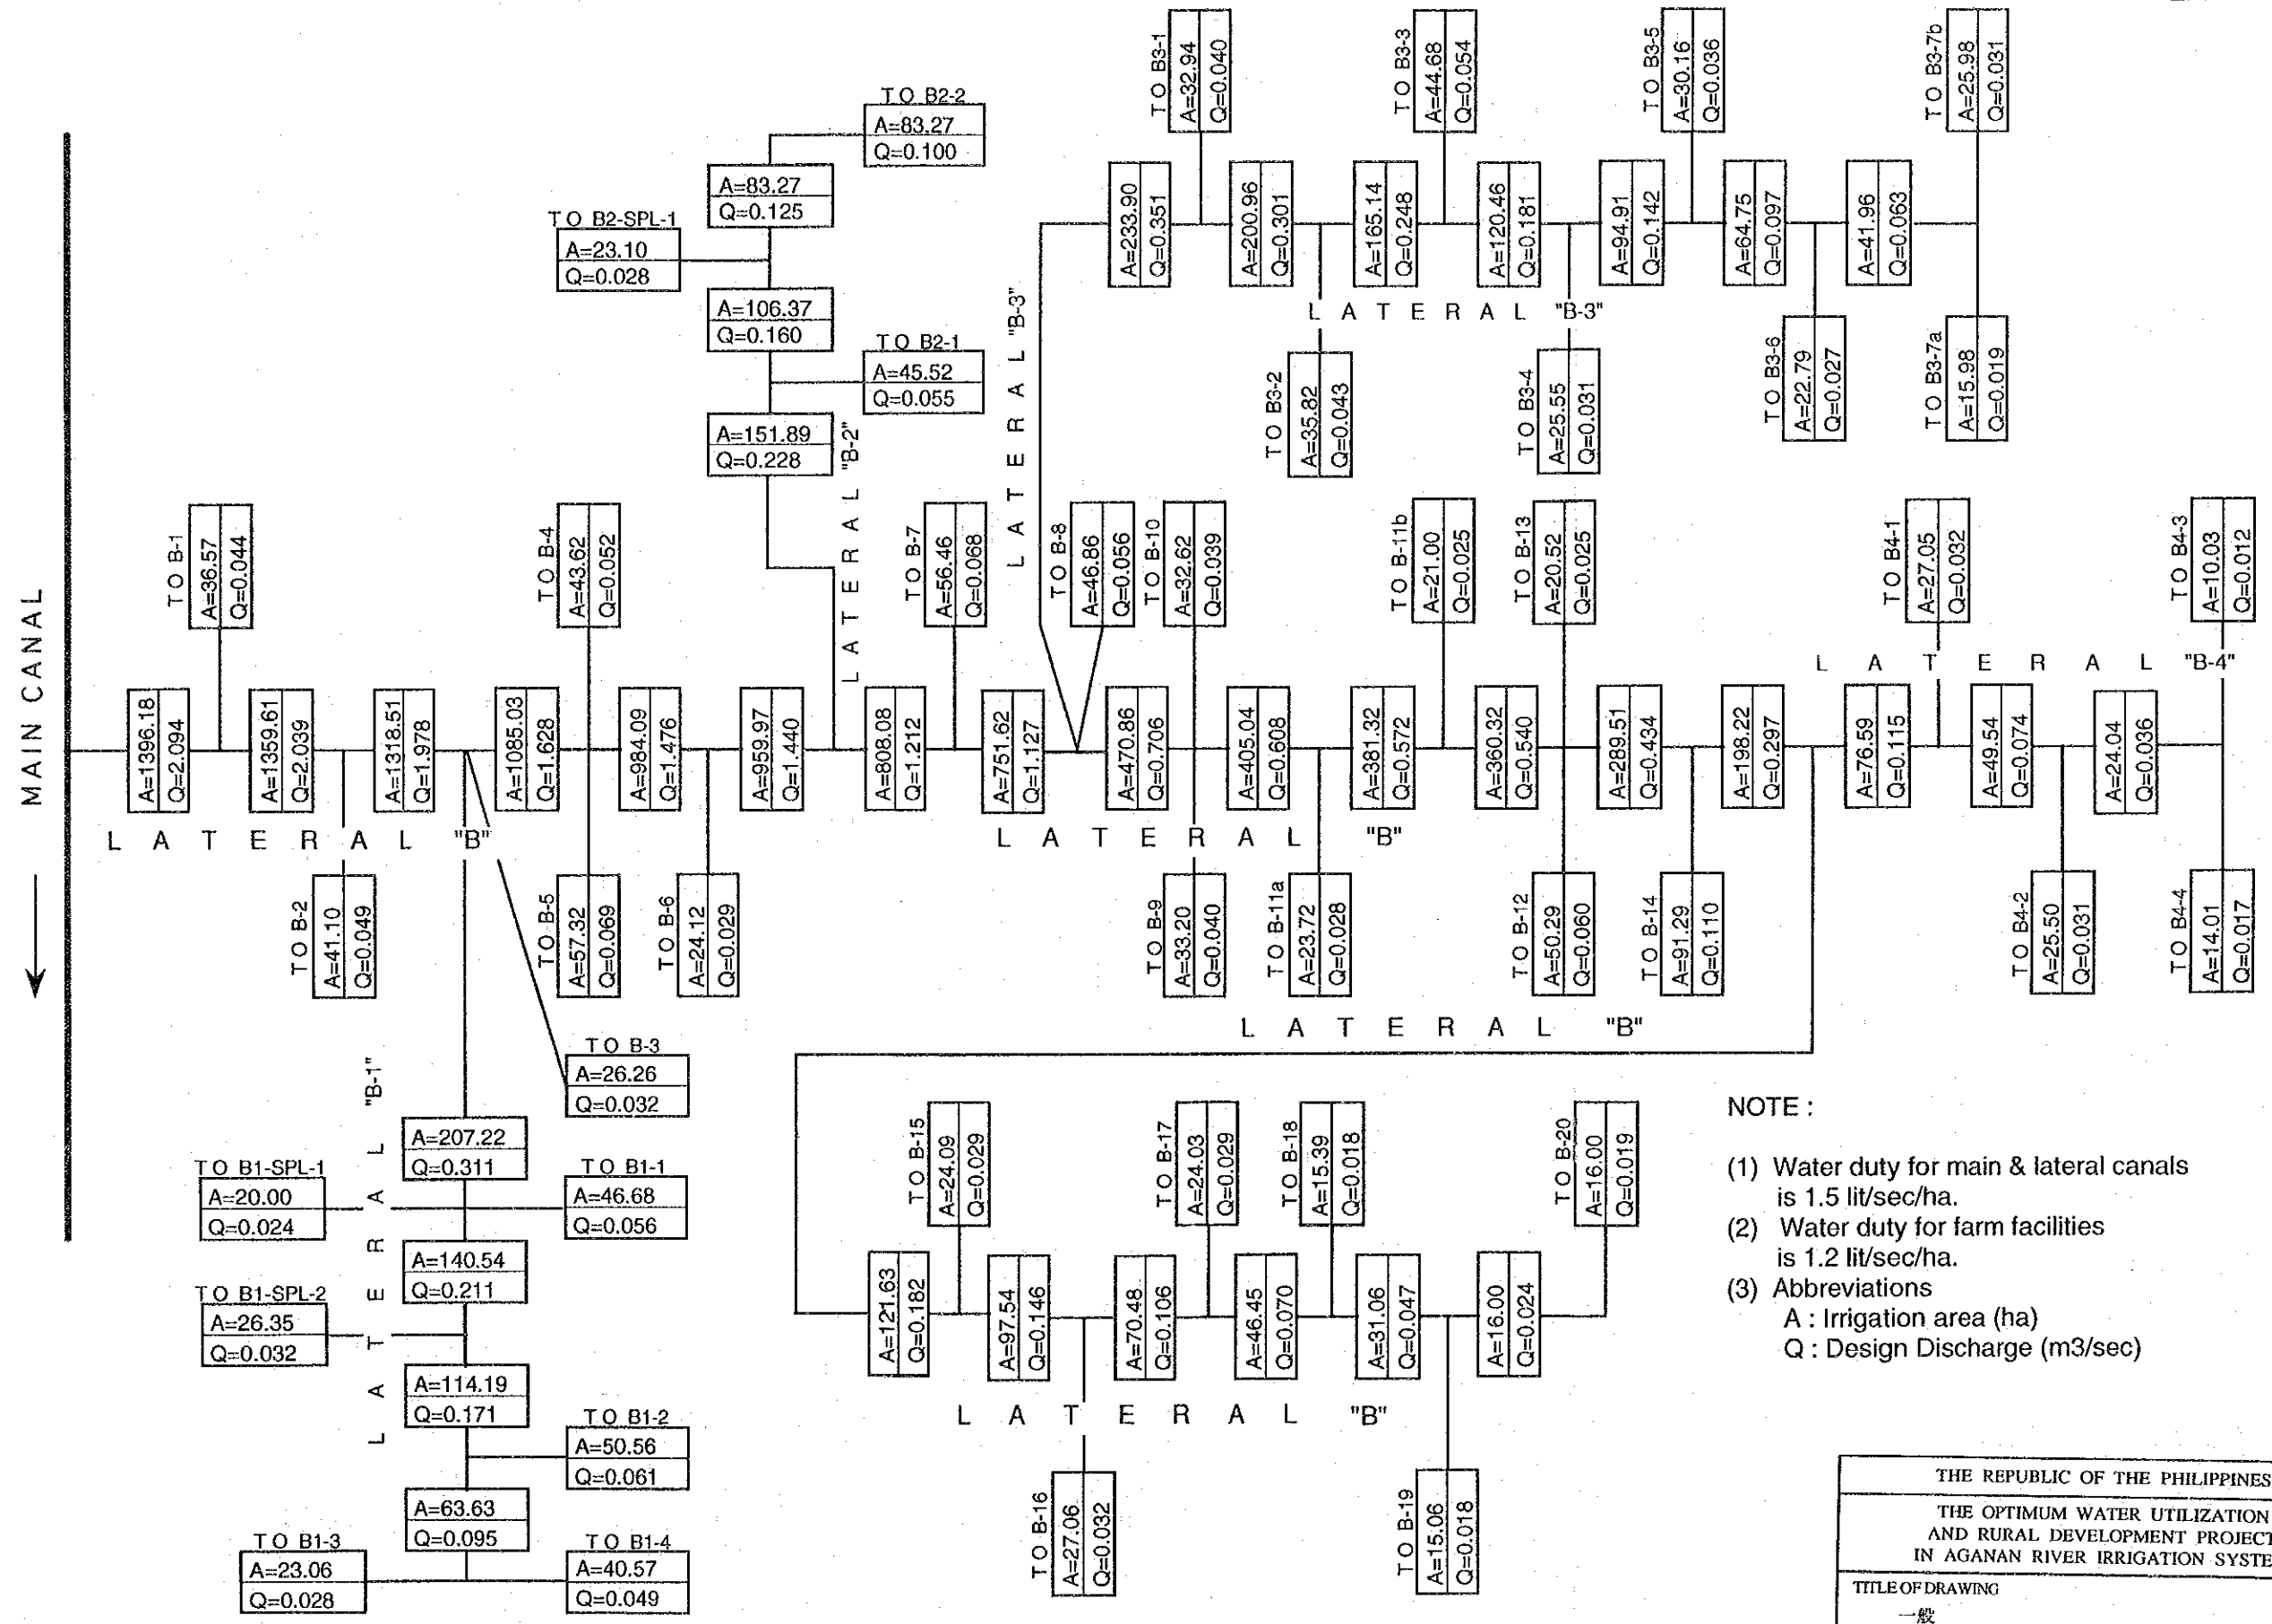 MAIN CANAL
LATERAL "B"
A=1396.18
Q=2.094
TO B-1
A=36.57
Q=0.044
A=1359.61
Q=2.039
TO B-2
A=41.10
Q=0.049
A=1318.51
Q=1.978
TO B-3
A=26.26
Q=0.032
LATERAL "B-1"
A=207.22
Q=0.311
TO B1-SPL-1
A=20.00
Q=0.024
TO B1-1
A=46.68
Q=0.056
A=140.54
Q=0.211
TO B1-SPL-2
A=26.35
Q=0.032
A=114.19
Q=0.171
TO B1-2
A=50.56
Q=0.061
A=63.63
Q=0.095
TO B1-3
A=23.06
Q=0.028
TO B1-4
A=40.57
Q=0.049
A=1085.03
Q=1.628
TO B-4
A=43.62
Q=0.052
TO B-5
A=57.32
Q=0.069
A=984.09
Q=1.476
TO B-6
A=24.12
Q=0.029
A=959.97
Q=1.440
LATERAL "B-2"
A=151.89
Q=0.228
TO B2-1
A=45.52
Q=0.055
A=106.37
Q=0.160
TO B2-SPL-1
A=23.10
Q=0.028
A=83.27
Q=0.125
TO B2-2
A=83.27
Q=0.100
A=808.08
Q=1.212
TO B-7
A=56.46
Q=0.068
A=751.62
Q=1.127
LATERAL "B-3"
TO B-8
A=46.86
Q=0.056
A=233.90
Q=0.351
TO B3-1
A=32.94
Q=0.040
A=200.96
Q=0.301
TO B3-2
A=35.82
Q=0.043
A=165.14
Q=0.248
TO B3-3
A=44.68
Q=0.054
A=120.46
Q=0.181
LATERAL "B-3"
TO B3-4
A=25.55
Q=0.031
A=94.91
Q=0.142
TO B3-5
A=30.16
Q=0.036
A=64.75
Q=0.097
TO B3-6
A=22.79
Q=0.027
A=41.96
Q=0.063
TO B3-7b
A=25.98
Q=0.031
TO B3-7a
A=15.98
Q=0.019
LATERAL "B"
A=470.86
Q=0.706
TO B-10
A=32.62
Q=0.039
TO B-9
A=33.20
Q=0.040
A=405.04
Q=0.608
TO B-11a
A=23.72
Q=0.028
A=381.32
Q=0.572
TO B-11b
A=21.00
Q=0.025
A=360.32
Q=0.540
TO B-13
A=20.52
Q=0.025
TO B-12
A=50.29
Q=0.060
A=289.51
Q=0.434
TO B-14
A=91.29
Q=0.110
A=198.22
Q=0.297
LATERAL "B-4"
A=76.59
Q=0.115
TO B4-1
A=27.05
Q=0.032
A=49.54
Q=0.074
TO B4-2
A=25.50
Q=0.031
A=24.04
Q=0.036
TO B4-3
A=10.03
Q=0.012
TO B4-4
A=14.01
Q=0.017
LATERAL "B"
A=121.63
Q=0.182
TO B-15
A=24.09
Q=0.029
A=97.54
Q=0.146
TO B-16
A=27.06
Q=0.032
A=70.48
Q=0.106
TO B-17
A=24.03
Q=0.029
A=46.45
Q=0.070
TO B-18
A=15.39
Q=0.018
A=31.06
Q=0.047
TO B-19
A=15.06
Q=0.018
A=16.00
Q=0.024
TO B-20
A=16.00
Q=0.019
LATERAL "B"
NOTE :
(1) Water duty for main & lateral canals
is 1.5 lit/sec/ha.
(2) Water duty for farm facilities
is 1.2 lit/sec/ha.
(3) Abbreviations
A : Irrigation area (ha)
Q : Design Discharge (m3/sec)
THE REPUBLIC OF THE PHILIPPINES
THE OPTIMUM WATER UTILIZATION
AND RURAL DEVELOPMENT PROJECT
IN AGANAN RIVER IRRIGATION SYSTE
TITLE OF DRAWING
一般